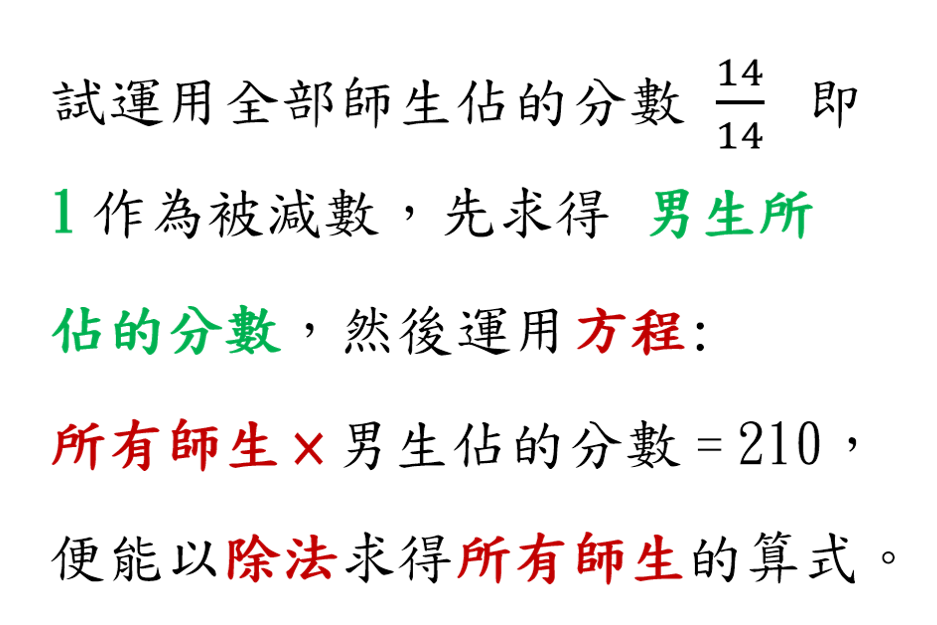 試運用全部師生佔的分數 14/14 即
1作為被減數，先求得 男生所
佔的分數，然後運用方程:
所有師生×男生佔的分數=210，
便能以除法求得所有師生的算式。